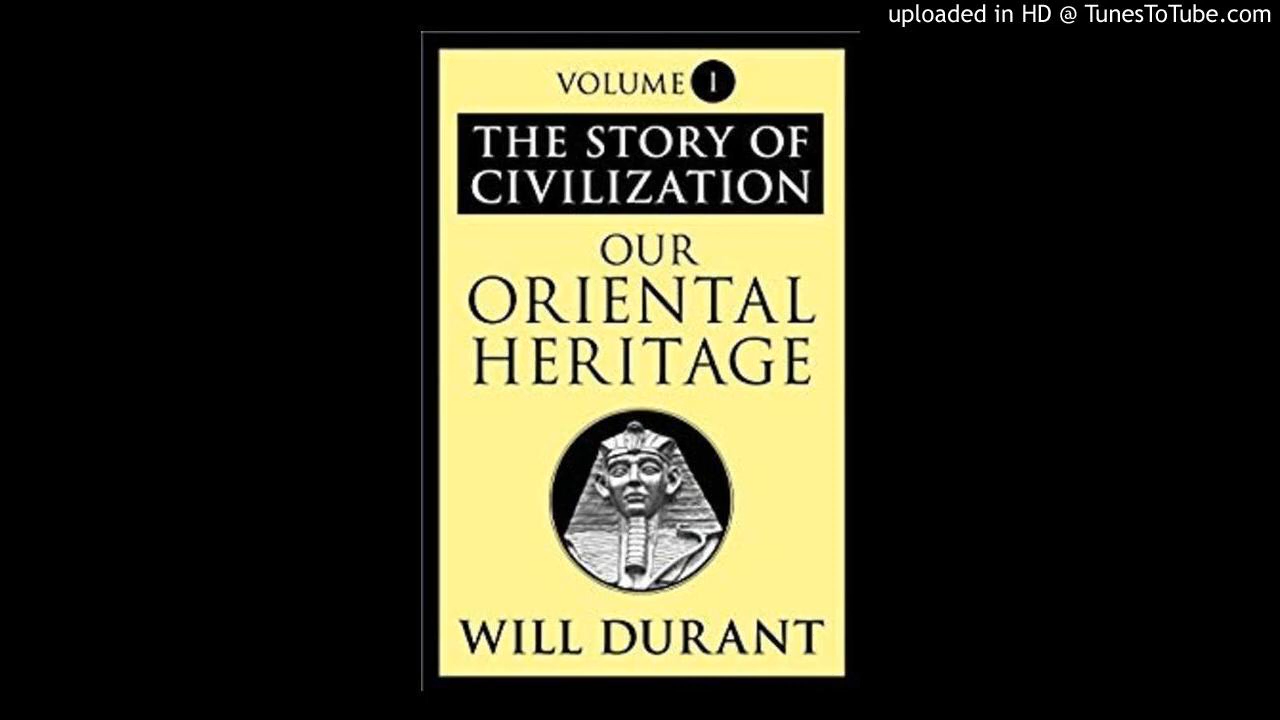 uploaded in HD @ TunesToTube.com
VOLUME I
THE STORY OF
CIVILIZATION
OUR
ORIENTAL
HERITAGE
WILL DURANT